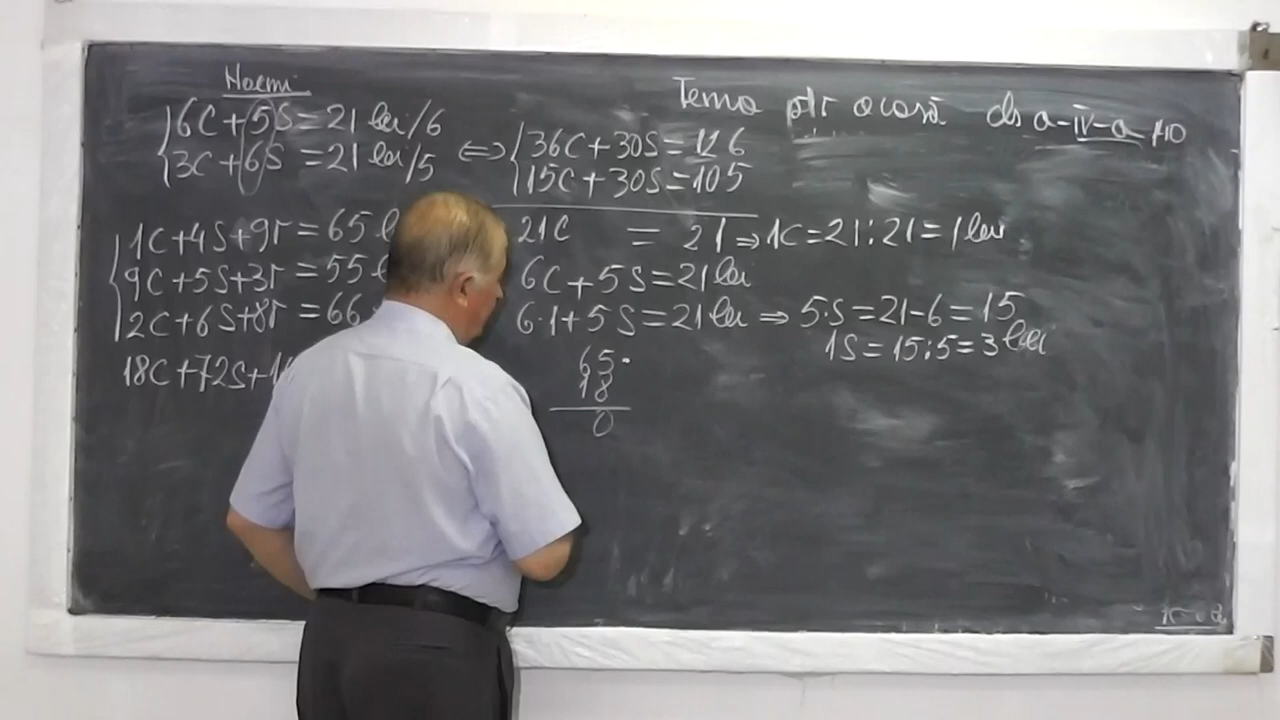 Noemi
Tema ptr acasă cls a-IV-a
6C+5S=21 lei/6
3C+6S=21 lei/5
⇔
36C+30S=126
15C+30S=105
21C = 21 ⇒ 1C=21:21=1 leu
6C+5S=21 lei
6·1+5S=21 lei ⇒ 5·S=21-6=15
1S=15:5=3 lei
1C+4S+9r=65
9C+5S+3r=55
2C+6S+8r=66
18C+72S+1
65·
18
0